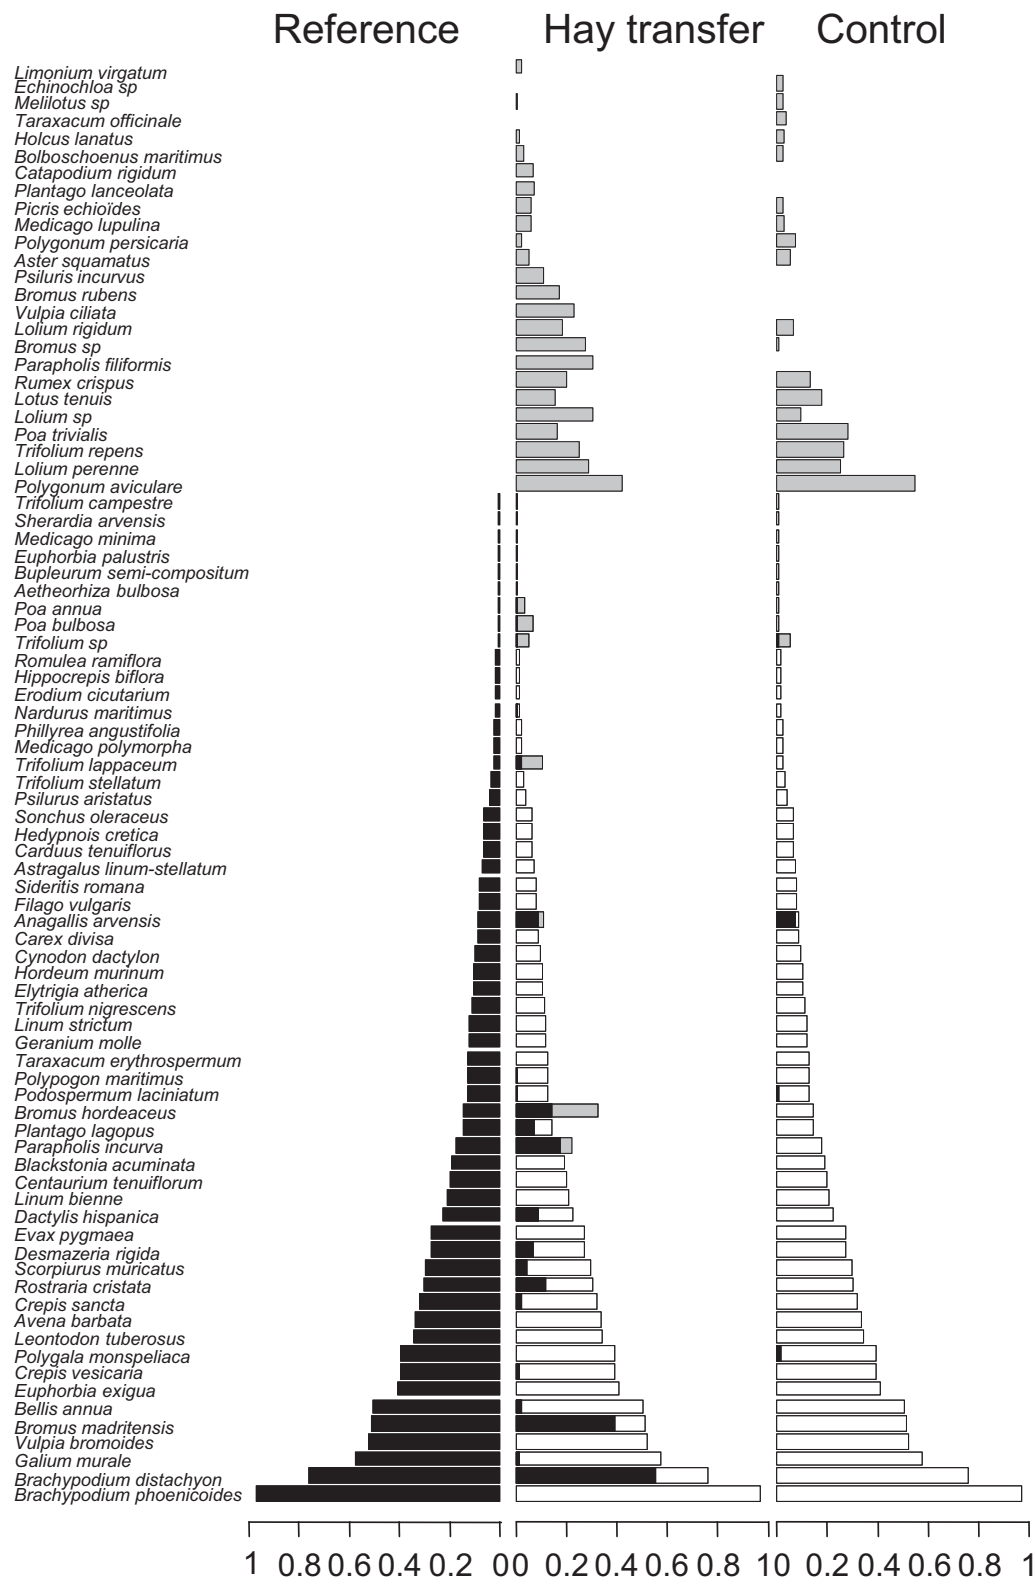 Reference Hay transfer Control
Limonium virgatum
Echinochloa sp
Melilotus sp
Taraxacum officinale
Holcus lanatus
Bolboschoenus maritimus
Catapodium rigidum
Plantago lanceolata
Picris echioïdes
Medicago lupulina
Polygonum persicaria
Aster squamatus
Psiluris incurvus
Bromus rubens
Vulpia ciliata
Lolium rigidum
Bromus sp
Parapholis filiformis
Rumex crispus
Lotus tenuis
Lolium sp
Poa trivialis
Trifolium repens
Lolium perenne
Polygonum aviculare
Trifolium campestre
Sherardia arvensis
Medicago minima
Euphorbia palustris
Bupleurum semi-compositum
Aetheorhiza bulbosa
Poa annua
Poa bulbosa
Trifolium sp
Romulea ramiflora
Hippocrepis biflora
Erodium cicutarium
Nardurus maritimus
Phillyrea angustifolia
Medicago polymorpha
Trifolium lappaceum
Trifolium stellatum
Psilurus aristatus
Sonchus oleraceus
Hedypnois cretica
Carduus tenuiflorus
Astragalus linum-stellatum
Sideritis romana
Filago vulgaris
Anagallis arvensis
Carex divisa
Cynodon dactylon
Hordeum murinum
Elytrigia atherica
Trifolium nigrescens
Linum strictum
Geranium molle
Taraxacum erythrospermum
Polypogon maritimus
Podospermum laciniatum
Bromus hordeaceus
Plantago lagopus
Parapholis incurva
Blackstonia acuminata
Centaurium tenuiflorum
Linum bienne
Dactylis hispanica
Evax pygmaea
Desmazeria rigida
Scorpiurus muricatus
Rostraria cristata
Crepis sancta
Avena barbata
Leontodon tuberosus
Polygala monspeliaca
Crepis vesicaria
Euphorbia exigua
Bellis annua
Bromus madritensis
Vulpia bromoides
Galium murale
Brachypodium distachyon
Brachypodium phoenicoides
1 0.8 0.6 0.4 0.2 0 0 0.2 0.4 0.6 0.8 1 0 0.2 0.4 0.6 0.8 1